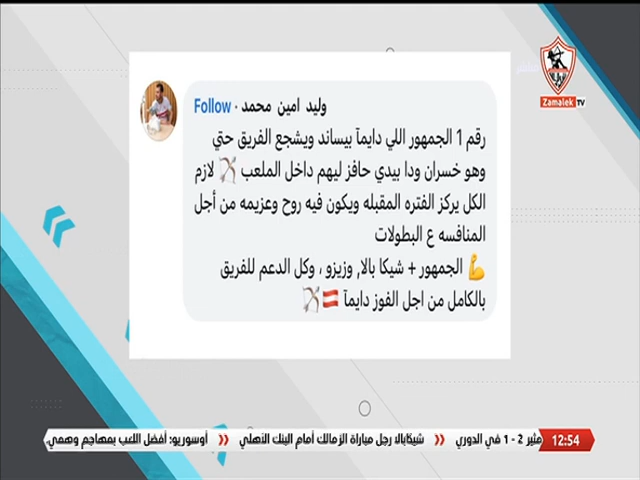 Zamalek TV
وليد امين محمد · Follow
رقم 1 الجمهور اللي دايمآ بيساند ويشجع الفريق حتي
وهو خسران ودا بيدي حافز ليهم داخل الملعب 🏹 لازم
الكل يركز الفتره المقبله ويكون فيه روح وعزيمه من أجل
المنافسه ع البطولات
💪 الجمهور + شيكا بالا, وزيزو ، وكل الدعم للفريق
بالكامل من اجل الفوز دايمآ 🇦🇹🏹
12:54 مثير 2 - 1 في الدوري » شيكابالا رجل مباراة الزمالك أمام البنك الأهلي » أوسوريو: أفضل اللعب بمهاجم وهمي.